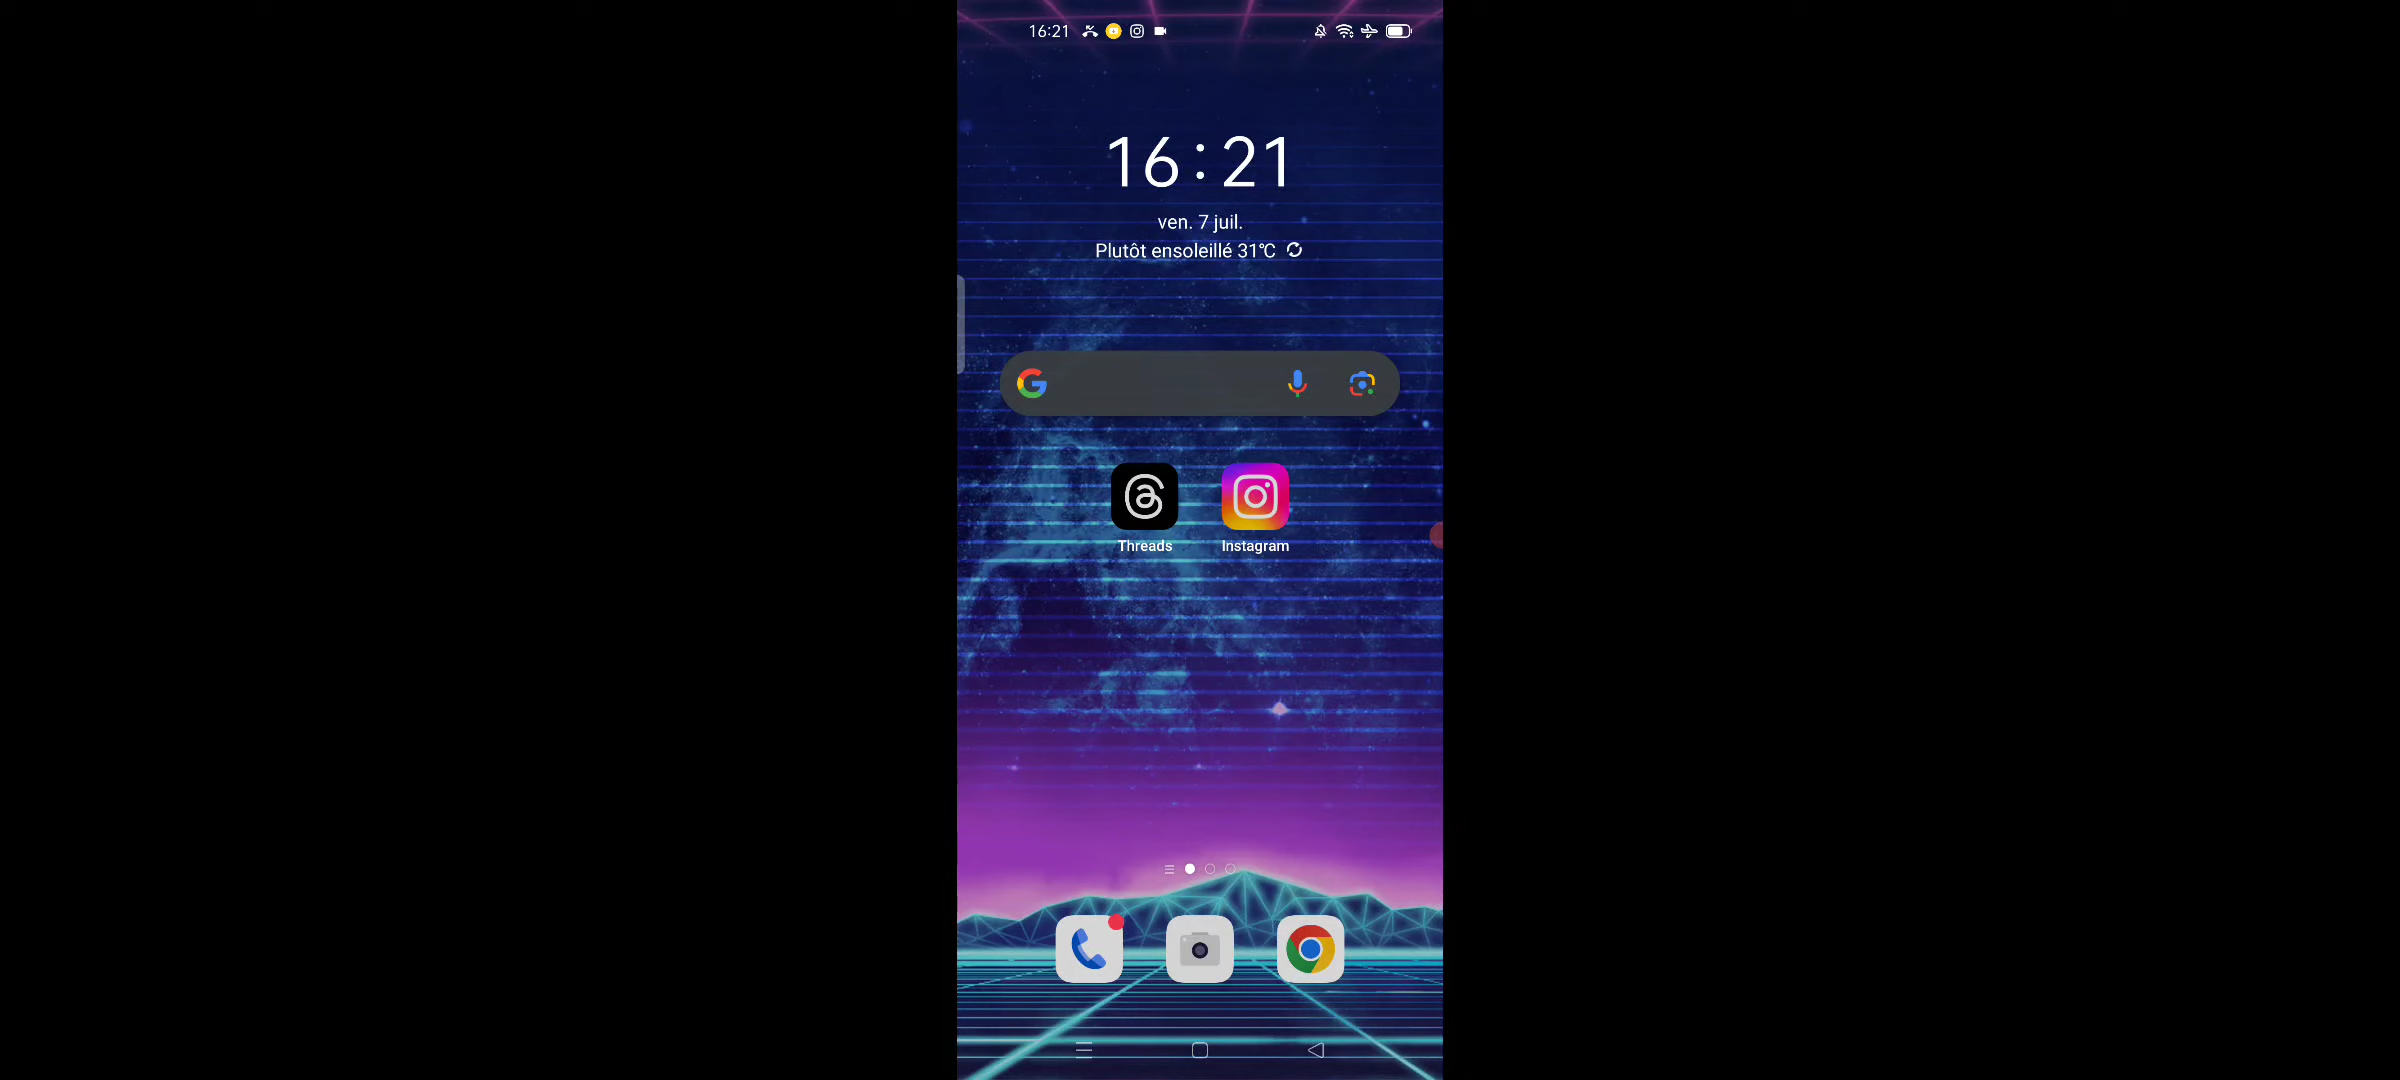 16:21
16:21
ven. 7 juil.
Plutôt ensoleillé 31°C
Threads
Instagram